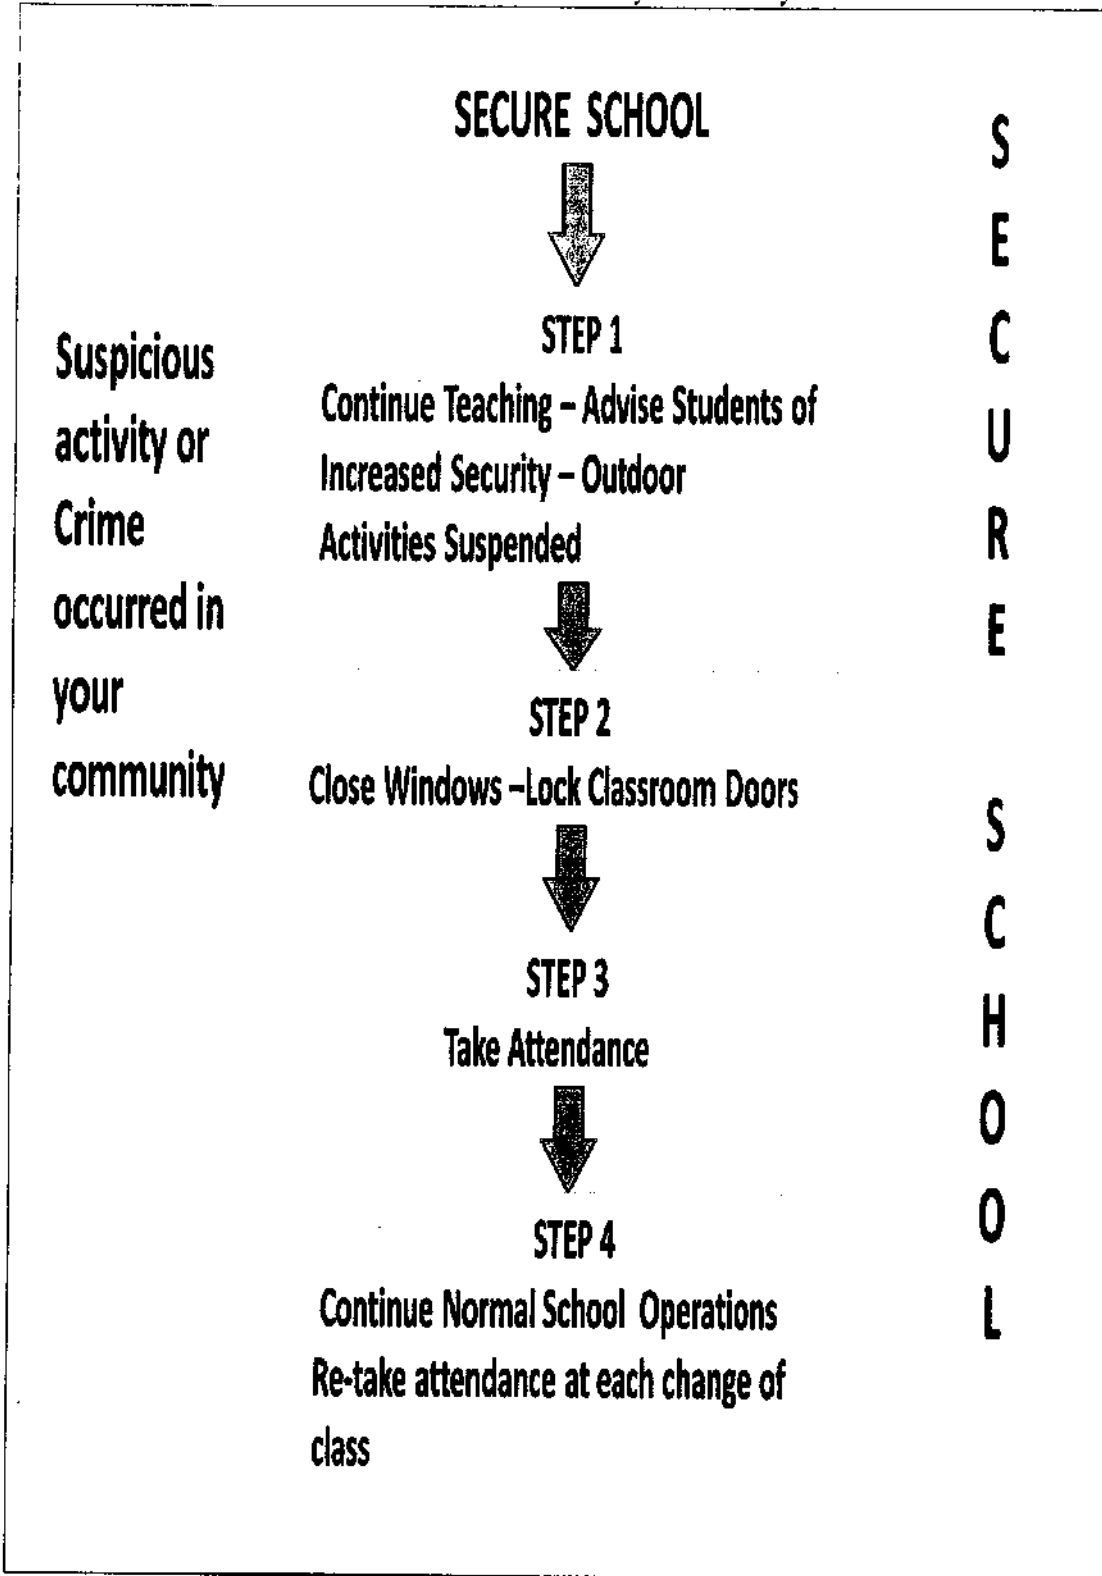 SECURE SCHOOL
STEP 1
Continue Teaching – Advise Students of
Increased Security – Outdoor
Activities Suspended
STEP 2
Close Windows –Lock Classroom Doors
STEP 3
Take Attendance
STEP 4
Continue Normal School Operations
Re-take attendance at each change of
class
Suspicious
activity or
Crime
occurred in
your
community
S
E
C
U
R
E
S
C
H
O
O
L